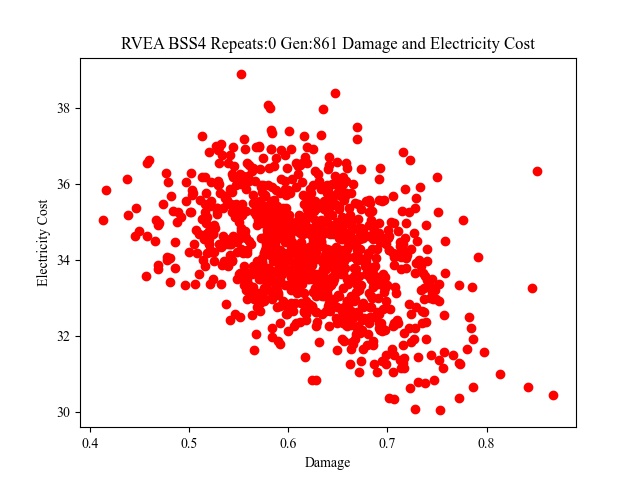 RVEA BSS4 Repeats:0 Gen:861 Damage and Electricity Cost
38
36
34
32
30
Electricity Cost
0.4 0.5 0.6 0.7 0.8
Damage